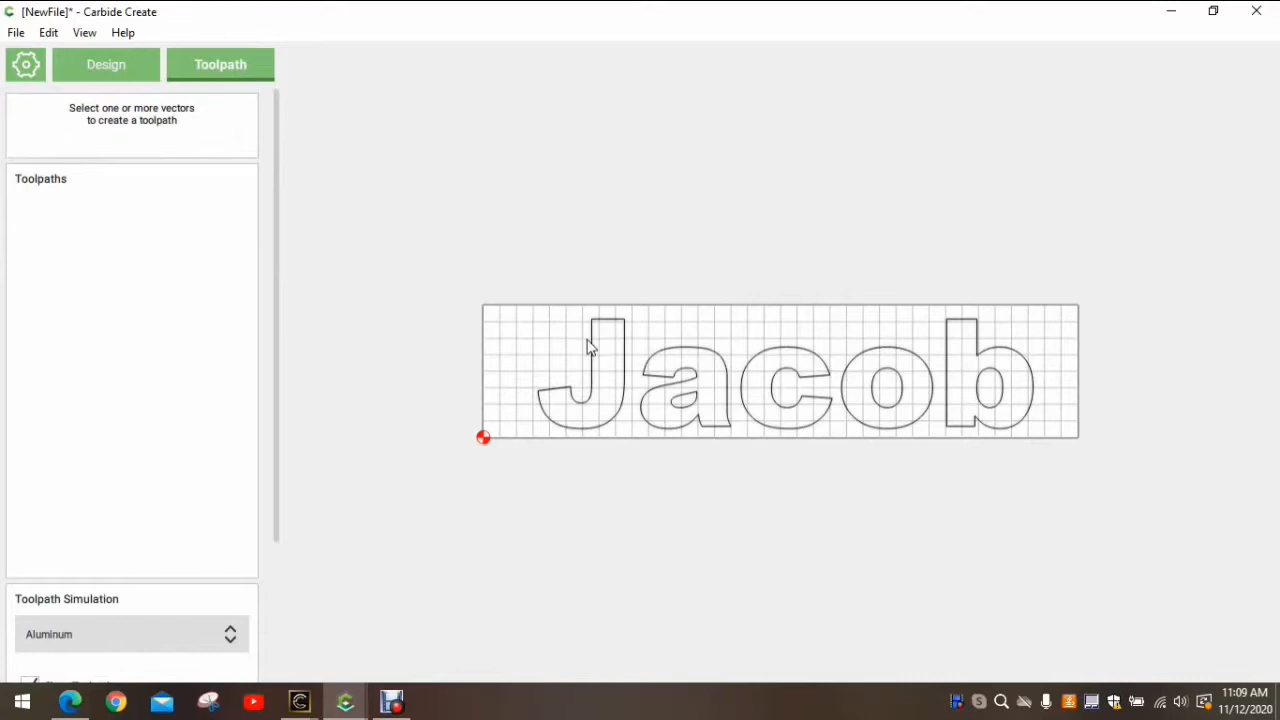 [NewFile]* - Carbide Create
File Edit View Help
Design Toolpath
Select one or more vectors
to create a toolpath
Toolpaths
Jacob
Toolpath Simulation
Aluminum
11:09 AM
11/12/2020